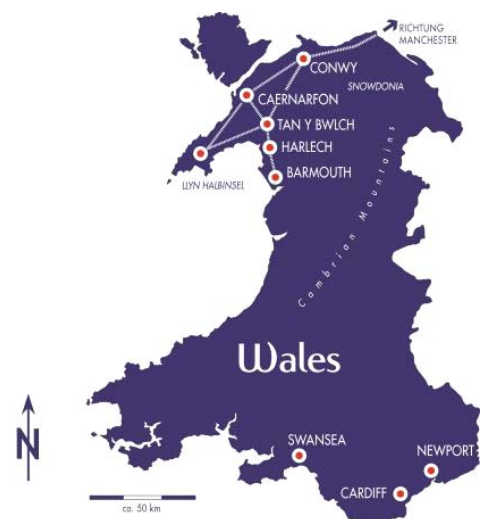 RICHTUNG
MANCHESTER
CONWY
SNOWDONIA
CAERNARFON
TAN Y BWLCH
HARLECH
LLYN HALBINSEL
BARMOUTH
Cambrian Mountains
Wales
N
SWANSEA
NEWPORT
CARDIFF
ca. 50 km